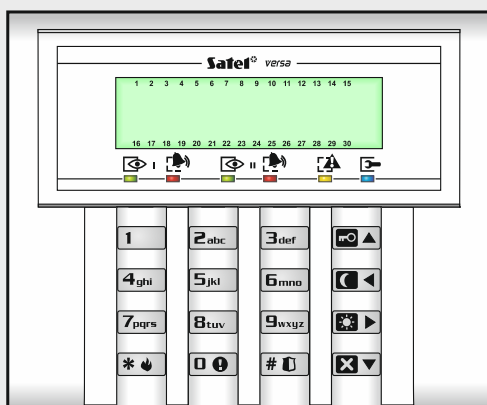 Satel versa
1 2 3 4 5 6 7 8 9 10 11 12 13 14 15
16 17 18 19 20 21 22 23 24 25 26 27 28 29 30
I II
1 2abc 3def
4ghi 5jkl 6mno
7pqrs 8tuv 9wxyz
* 0 #